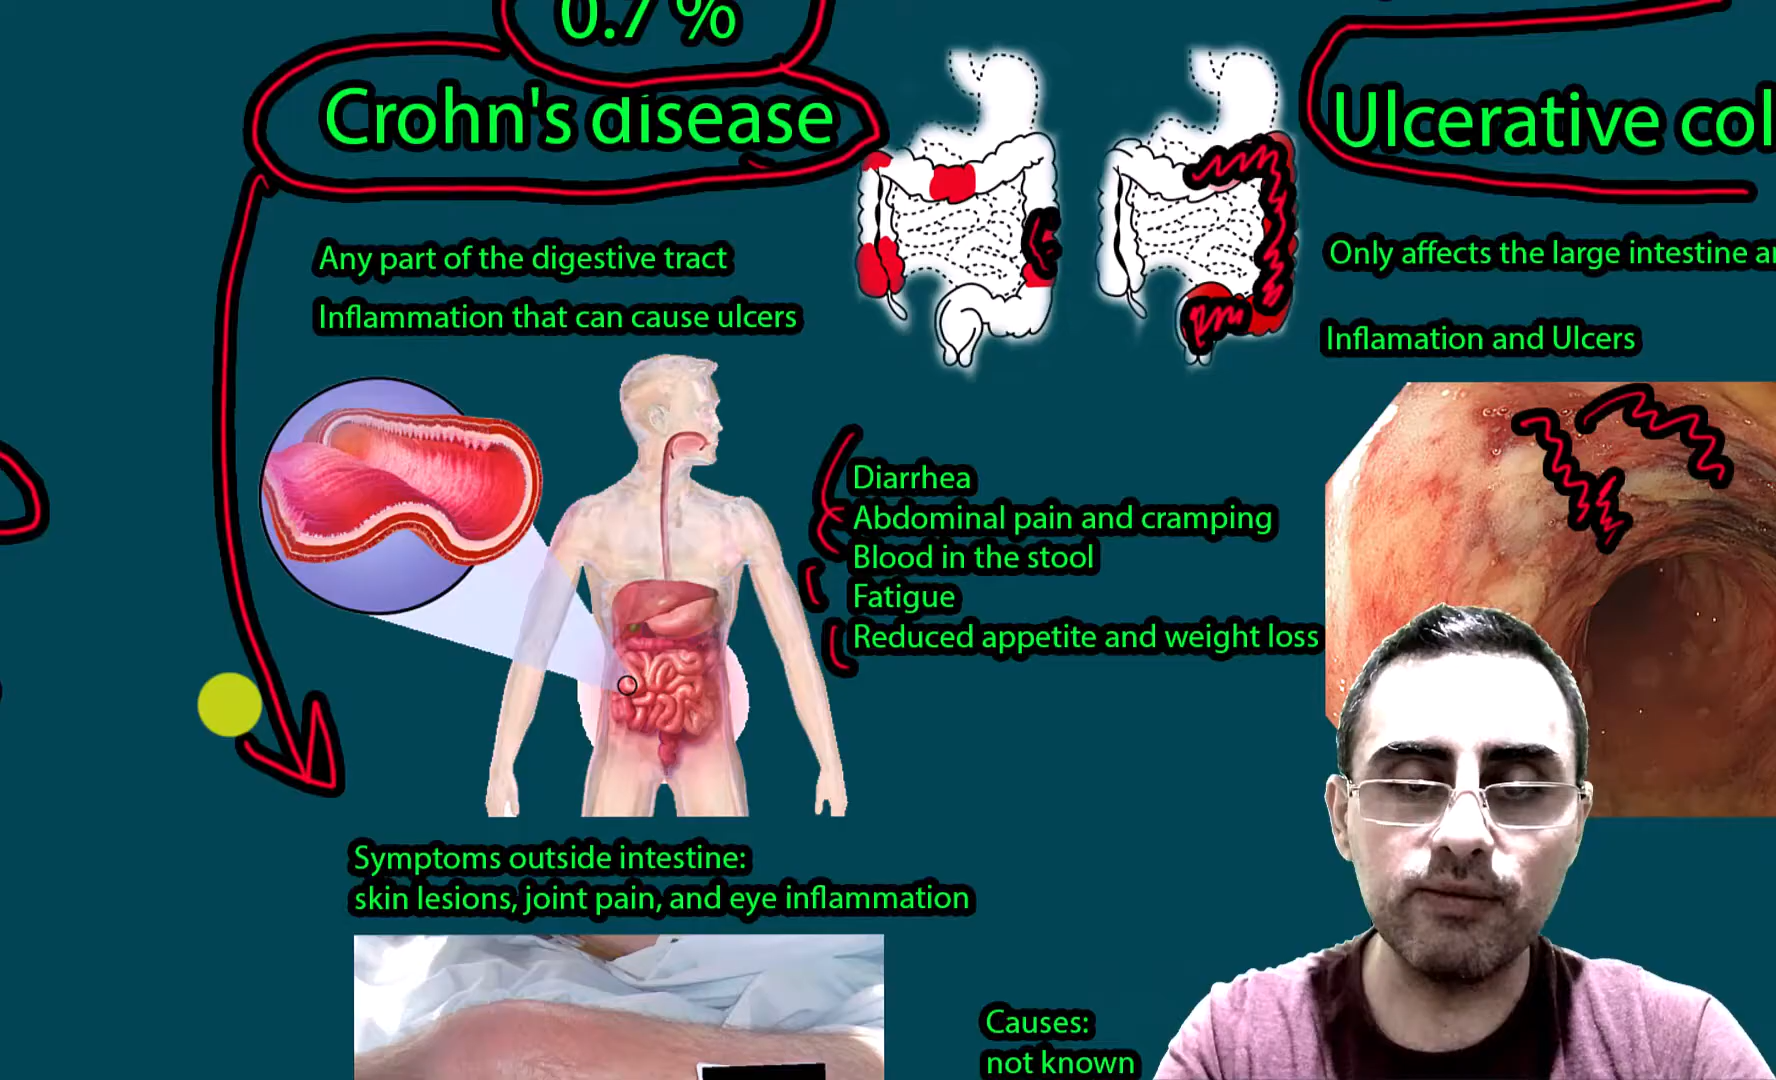 0.7%
Crohn's disease
Any part of the digestive tract
Inflammation that can cause ulcers
Diarrhea
Abdominal pain and cramping
Blood in the stool
Fatigue
Reduced appetite and weight loss
Symptoms outside intestine:
skin lesions, joint pain, and eye inflammation
Causes:
not known
Ulcerative col
Only affects the large intestine
Inflamation and Ulcers